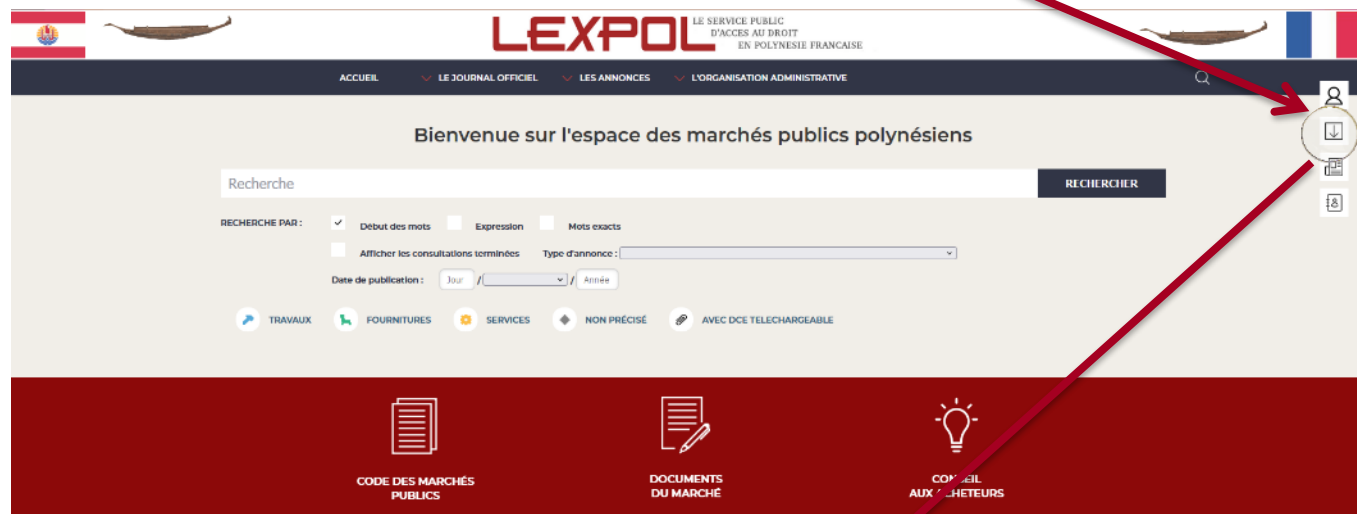 LEXPOL
LE SERVICE PUBLIC
D'ACCES AU DROIT
EN POLYNESIE FRANCAISE
ACCUEIL LE JOURNAL OFFICIEL LES ANNONCES L'ORGANISATION ADMINISTRATIVE
Bienvenue sur l'espace des marchés publics polynésiens
Recherche RECHERCHER
RECHERCHE PAR : Début des mots Expression Mots exacts
Afficher les consultations terminées Type d'annonce :
Date de publication : Jour / / Année
TRAVAUX FOURNITURES SERVICES NON PRÉCISÉ AVEC DCE TELECHARGEABLE
CODE DES MARCHÉS
PUBLICS
DOCUMENTS
DU MARCHÉ
AUX